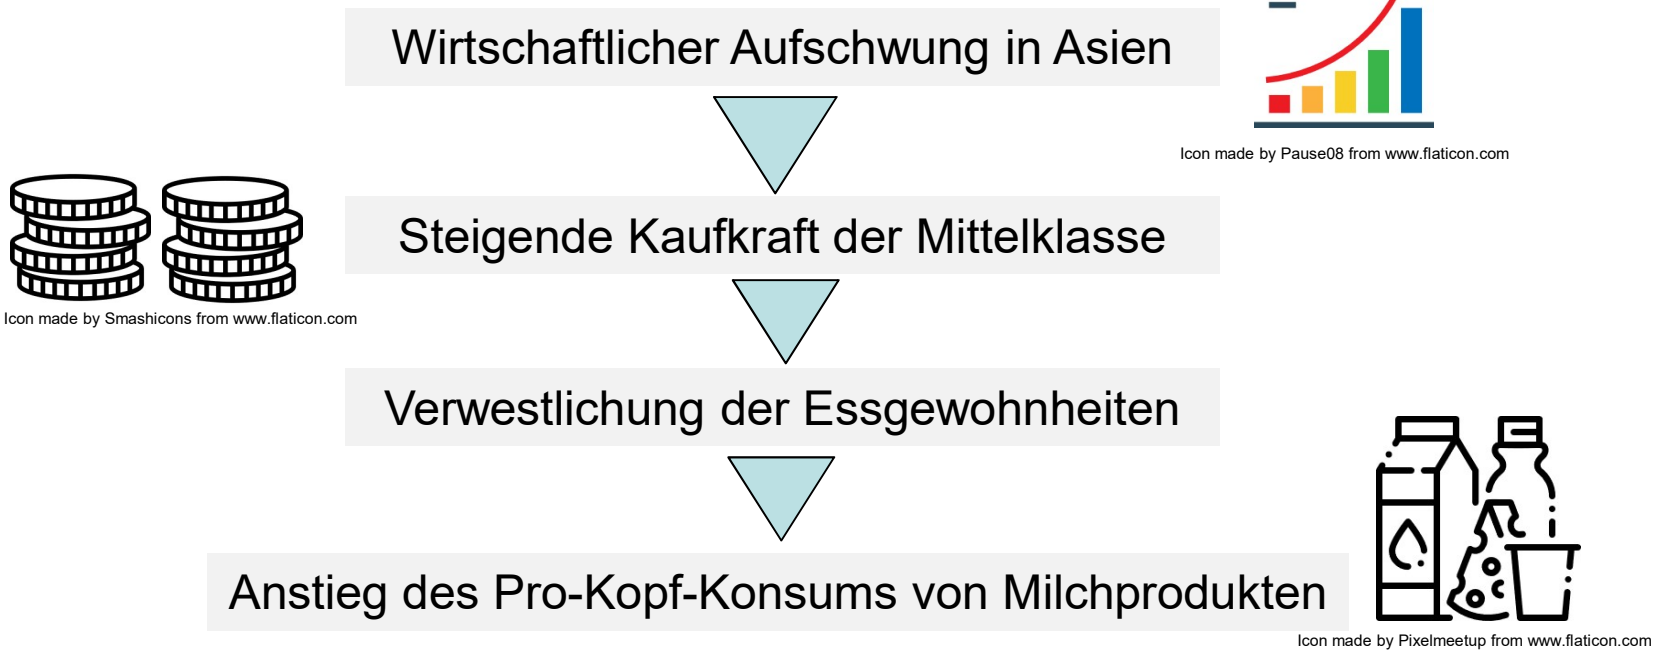 Wirtschaftlicher Aufschwung in Asien
Icon made by Pause08 from www.flaticon.com
Steigende Kaufkraft der Mittelklasse
Icon made by Smashicons from www.flaticon.com
Verwestlichung der Essgewohnheiten
Anstieg des Pro-Kopf-Konsums von Milchprodukten
Icon made by Pixelmeetup from www.flaticon.com